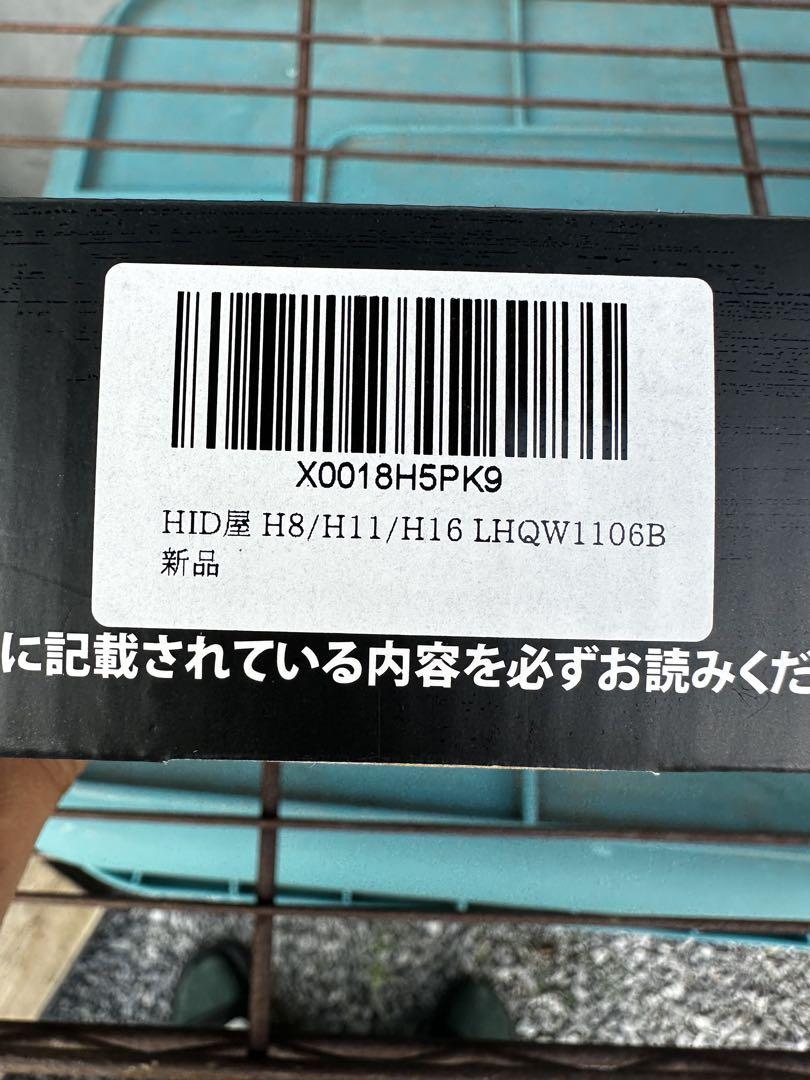 X0018H5PK9
HID屋 H8/H11/H16 LHQW1106B
新品
に記載されている内容を必ずお読みくだ